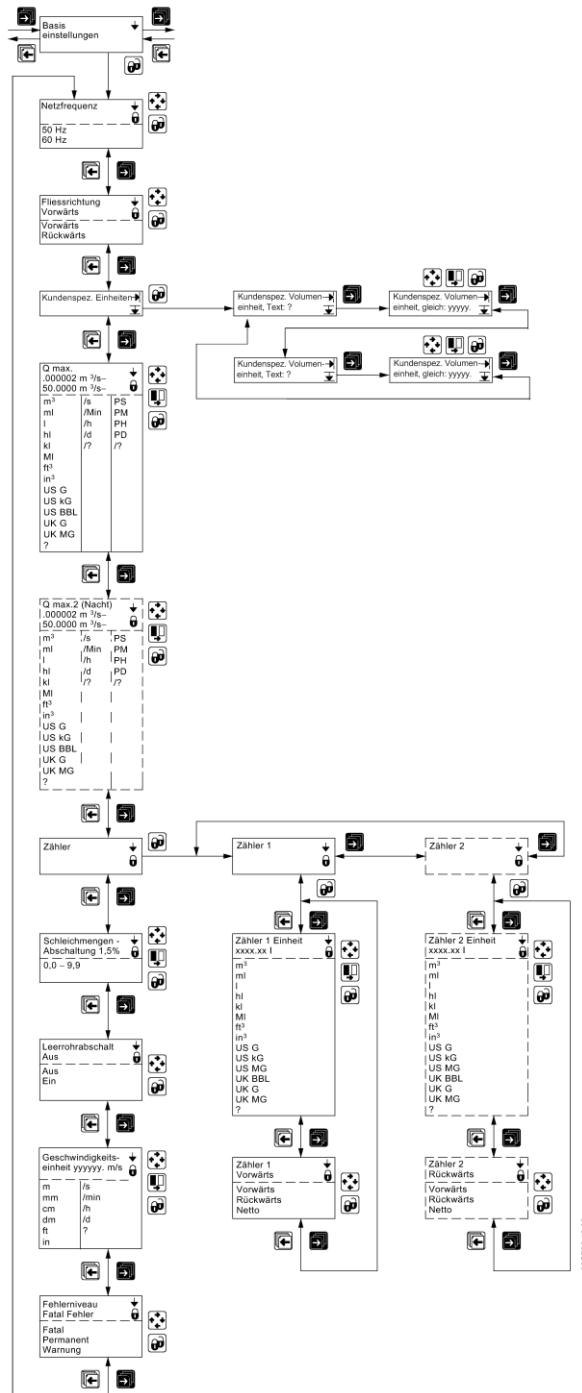 Basis
einstellungen
Netzfrequenz
50 Hz
60 Hz
Fliessrichtung
Vorwärts
Vorwärts
Rückwärts
Kundenspez. Einheiten
Kundenspez. Volumen-
einheit, Text: ?
Kundenspez. Volumen-
einheit, gleich: yyyyy.
Kundenspez. Volumen-
einheit, Text: ?
Kundenspez. Volumen-
einheit, gleich: yyyyy.
Q max.
.000002 m³/s–
50.0000 m³/s–
m³ /s PS
ml /Min PM
l /h PH
hl /d PD
kl /? /?
Ml
ft³
in³
US G
US kG
US BBL
UK G
UK MG
?
Q max.2 (Nacht)
.000002 m³/s–
50.0000 m³/s–
m³ /s PS
ml /Min PM
l /h PH
hl /d PD
kl /? /?
Ml
ft³
in³
US G
US kG
US BBL
UK G
UK MG
?
Zähler
Zähler 1
Zähler 2
Schleichmengen -
Abschaltung 1,5%
0,0 – 9,9
Leerrohrabschalt
Aus
Aus
Ein
Geschwindigkeits-
einheit yyyyyy. m/s
m /s
mm /min
cm /h
dm /d
ft ?
in
Fehlerniveau
Fatal Fehler
Fatal
Permanent
Warnung
Zähler 1 Einheit
xxxx.xx l
m³
ml
l
hl
kl
Ml
ft³
in³
US G
US kG
US MG
UK BBL
UK G
UK MG
?
Zähler 1
Vorwärts
Vorwärts
Rückwärts
Netto
Zähler 2 Einheit
xxxx.xx l
m³
ml
l
hl
kl
Ml
ft³
in³
US G
US kG
US MG
UK BBL
UK G
UK MG
?
Zähler 2
Rückwärts
Vorwärts
Rückwärts
Netto